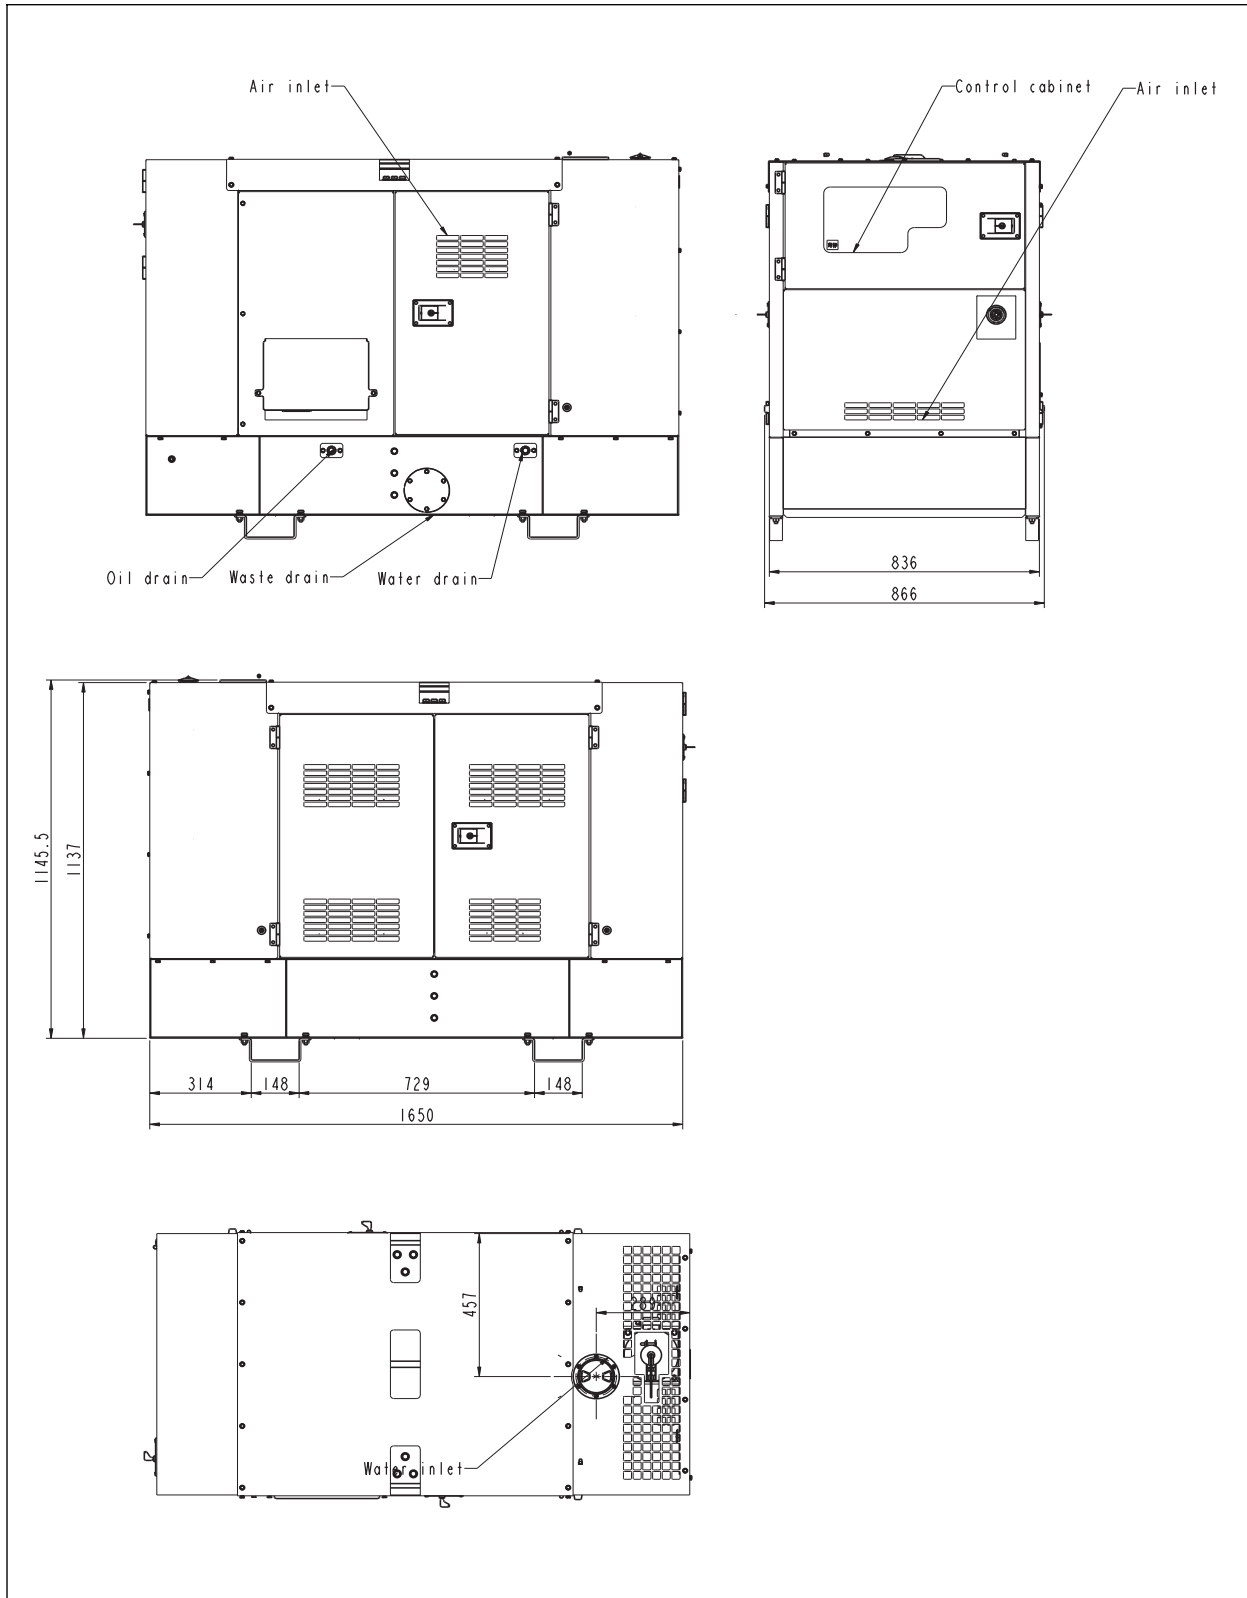 Air inlet
Control cabinet
Air inlet
Oil drain
Waste drain
Water drain
836
866
1145.5
1137
314
148
729
148
1650
457
Water inlet